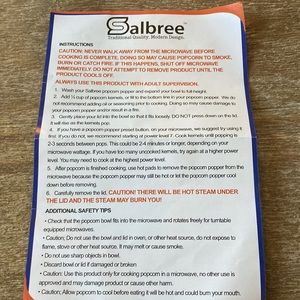 Salbree
Traditional Quality. Modern Design.
INSTRUCTIONS
CAUTION: NEVER WALK AWAY FROM THE MICROWAVE BEFORE
COOKING IS COMPLETE, DOING SO MAY CAUSE POPCORN TO SMOKE,
BURN OR CATCH FIRE. IF THIS HAPPENS, SHUT OFF MICROWAVE
IMMEDIATELY. DO NOT ATTEMPT TO REMOVE PRODUCT UNTIL THE
PRODUCT COOLS OFF.
ALWAYS USE THIS PRODUCT WITH ADULT SUPERVISION.
1. Wash your Salbree popcorn popper and expand your bowl to full height.
2. Add ¼ cup of popcorn kernels, or fill to the bottom line in your popcorn popper. We do
not recommend adding oil or seasoning prior to cooking. Doing so may cause damage
to your popcorn popper and/or result in fire.
3. Gently place your lid into the bowl so that it fits loosely. DO NOT press down on the lid.
It will rise as the kernels pop.
4. If you have a popcorn preset button, on your microwave, we suggest try using it
first. If you do not, we recommend starting at power level 7. Cook kernels until popping is
2-3 seconds between pops. This could be 2-4 minutes or longer, depending on your
microwave wattage. If you have too many uncooked kernels, try again at a higher power
level. You may need to cook at the highest power level.
5. After popcorn is finished cooking, use hot pads to remove the popcorn popper from the
microwave because the popcorn popper may still be hot or let the popcorn popper cool
down before removing.
6. Carefully remove the lid. CAUTION! THERE WILL BE HOT STEAM UNDER
THE LID AND THE STEAM MAY BURN YOU!
ADDITIONAL SAFETY TIPS
• Check that the popcorn bowl fits into the microwave and rotates freely for turntable
equipped microwaves.
• Caution: Do not use the bowl and lid in oven, or other heat source, do not expose to
flame, stove or other heat source. It may melt or cause smoke.
• Do not use sharp objects in bowl.
• Discard bowl or lid if damaged or broken
• Caution: Use this product only for cooking popcorn in a microwave, no other use is
approved and may damage product or cause other harm.
• Caution: Allow popcorn to cool before eating it will be hot and could burn your mouth.